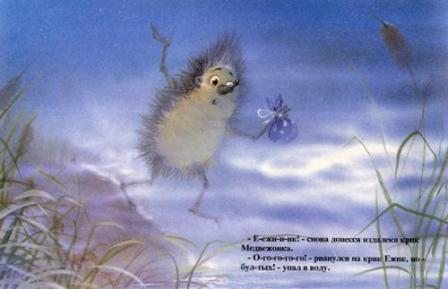 - Е-ежи-и-ик! - снова донесся издалека крик
Медвежонка.
- О-го-го-го-го! - рванулся на крик Ежик, но -
бул-тых! - упал в воду.